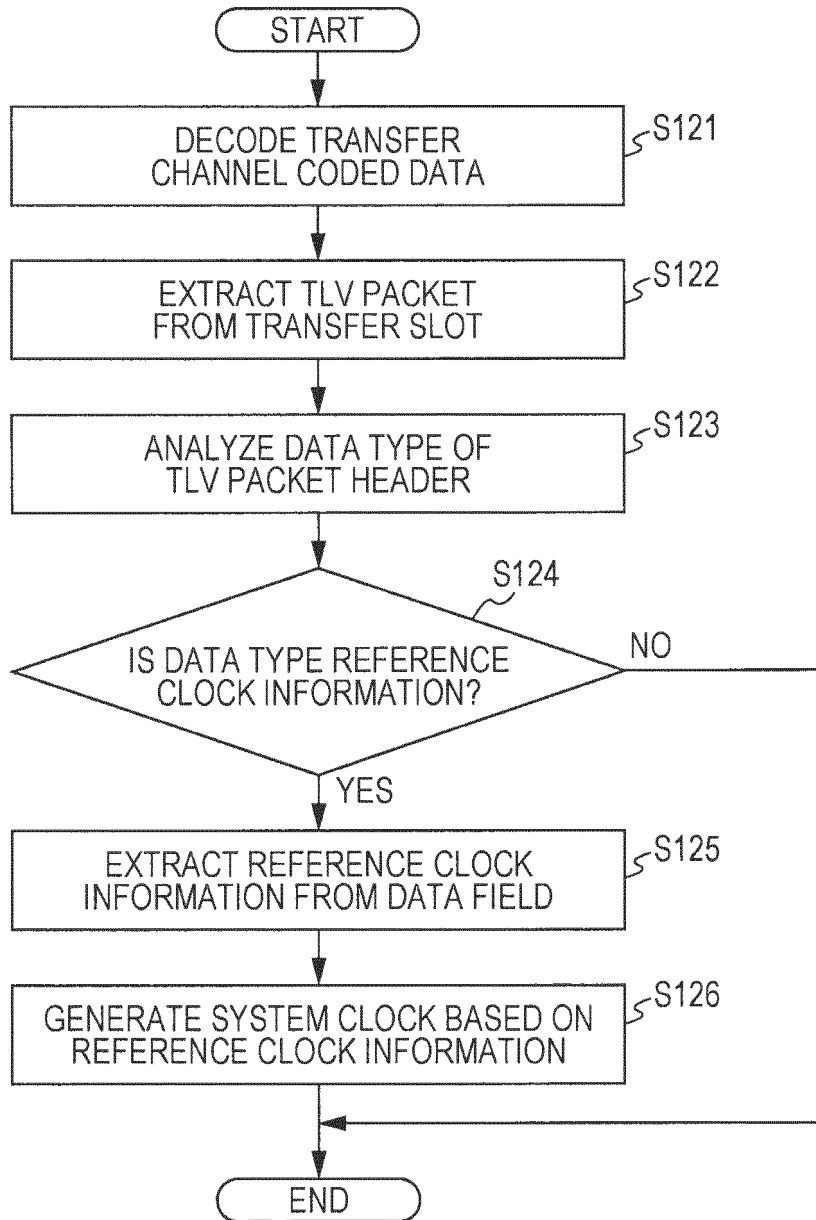 START
DECODE TRANSFER
CHANNEL CODED DATA
S121
EXTRACT TLV PACKET
FROM TRANSFER SLOT
S122
ANALYZE DATA TYPE OF
TLV PACKET HEADER
S123
S124
IS DATA TYPE REFERENCE
CLOCK INFORMATION?
NO
YES
EXTRACT REFERENCE CLOCK
INFORMATION FROM DATA FIELD
S125
GENERATE SYSTEM CLOCK BASED ON
REFERENCE CLOCK INFORMATION
S126
END